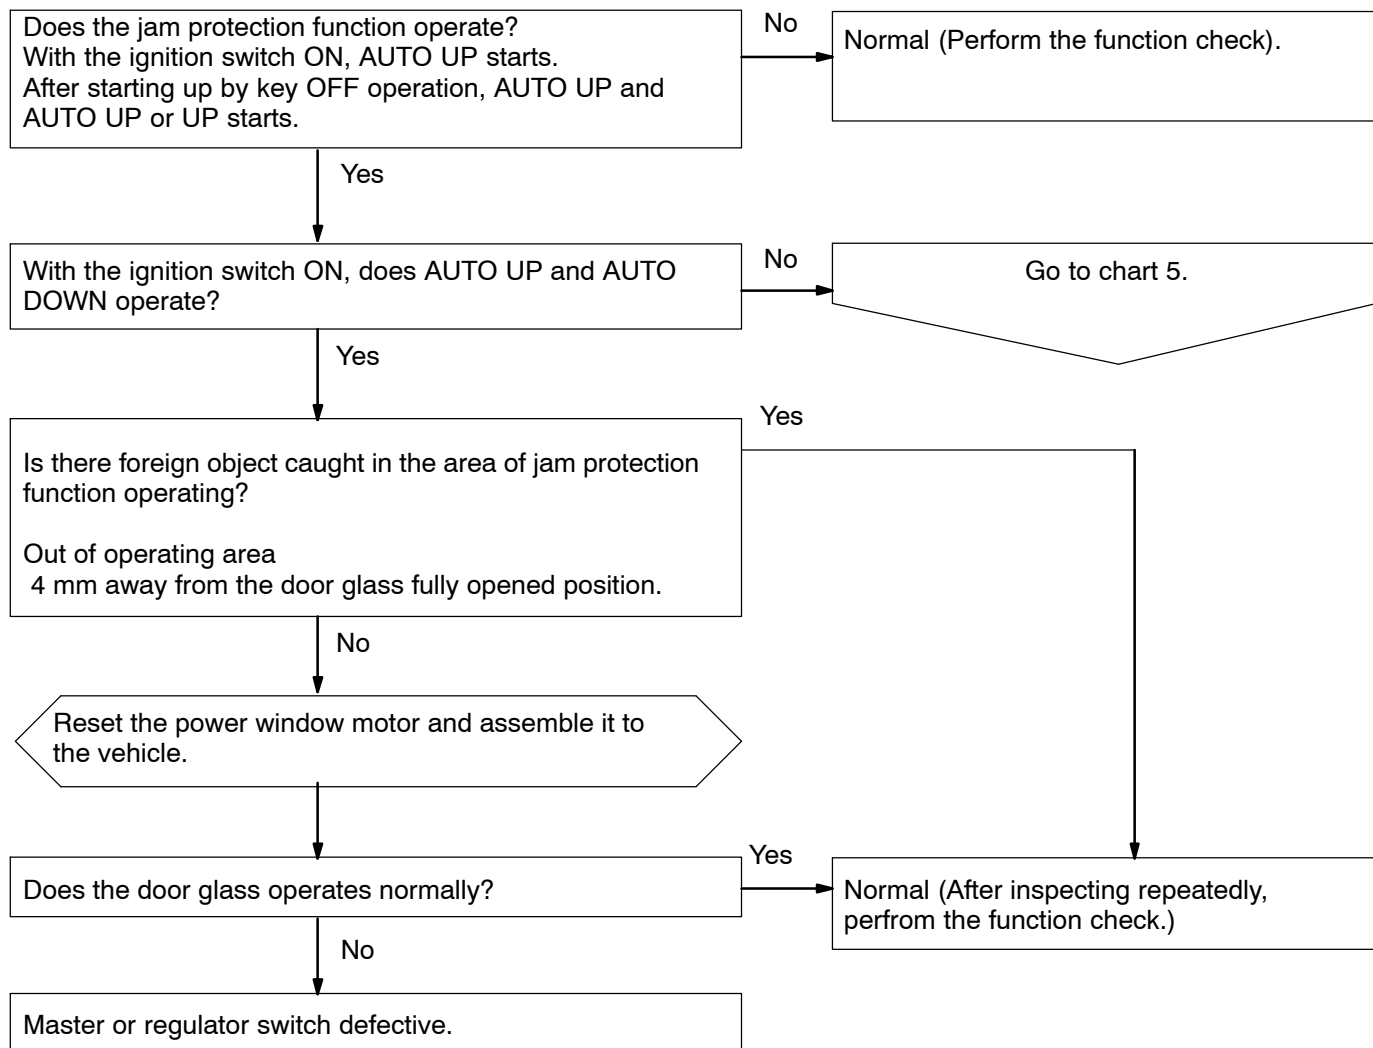 Does the jam protection function operate?
With the ignition switch ON, AUTO UP starts.
After starting up by key OFF operation, AUTO UP and
AUTO UP or UP starts.
No
Normal (Perform the function check).
Yes
With the ignition switch ON, does AUTO UP and AUTO
DOWN operate?
No
Go to chart 5.
Yes
Is there foreign object caught in the area of jam protection
function operating?
Out of operating area
4 mm away from the door glass fully opened position.
Yes
No
Reset the power window motor and assemble it to
the vehicle.
Does the door glass operates normally?
Yes
Normal (After inspecting repeatedly,
perfrom the function check.)
No
Master or regulator switch defective.